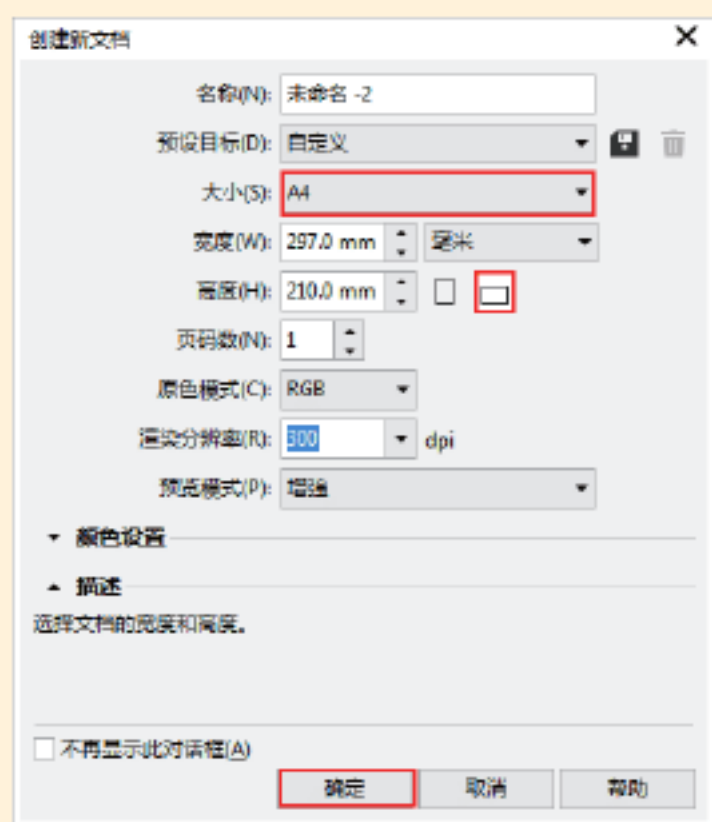 创建新文档
名称(N): 未命名 -2
预设目标(D): 自定义
大小(S): A4
宽度(W): 297.0 mm 毫米
高度(H): 210.0 mm
页码数(N): 1
原色模式(C): RGB
渲染分辨率(R): 300 dpi
预览模式(P): 增强
颜色设置
描述
选择文档的宽度和高度。
不再显示此对话框(A)
确定 取消 帮助